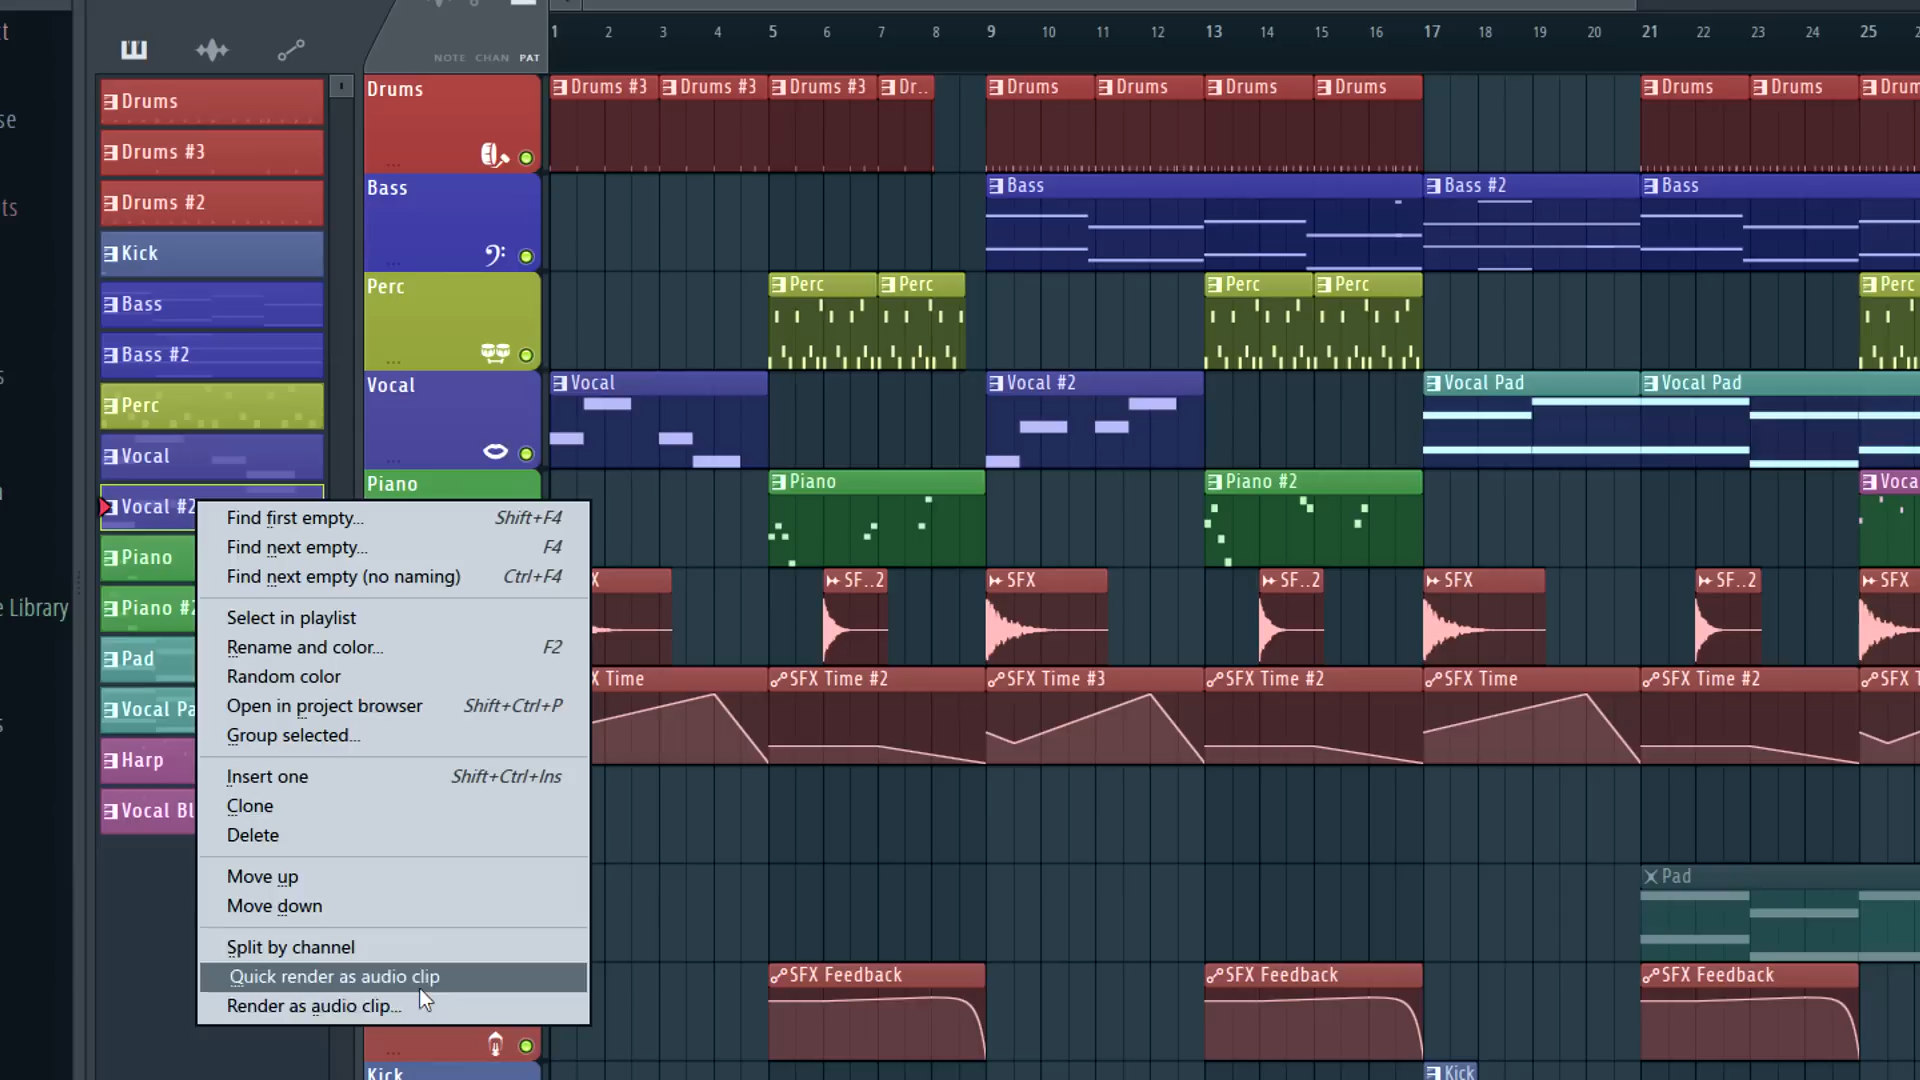 t
se
ts
s
n
e Library
s
NOTE CHAN PAT
1 2 3 4 5 6 7 8 9 10 11 12 13 14 15 16 17 18 19 20 21 22 23 24 25 2
Drums
Drums #3
Drums #2
Kick
Bass
Bass #2
Perc
Vocal
Vocal #2
Piano
Piano #2
Pad
Vocal Pa
Harp
Vocal Bl
Find first empty... Shift+F4
Find next empty... F4
Find next empty (no naming) Ctrl+F4
Select in playlist
Rename and color... F2
Random color
Open in project browser Shift+Ctrl+P
Group selected...
Insert one Shift+Ctrl+Ins
Clone
Delete
Move up
Move down
Split by channel
Quick render as audio clip
Render as audio clip...
Drums
Drums #3 Drums #3 Drums #3 Dr.. Drums Drums Drums Drums Drums Drums Drum
Bass
Bass Bass #2 Bass
Perc
Perc Perc Perc Perc Perc
Vocal
Vocal Vocal #2 Vocal Pad Vocal Pad
Piano
Piano Piano #2 Voca
X SF..2 SFX SF..2 SFX SF..2 SFX
X Time SFX Time #2 SFX Time #3 SFX Time #2 SFX Time SFX Time #2 SFX T
Pad
SFX Feedback SFX Feedback SFX Feedback
Kick
Kick